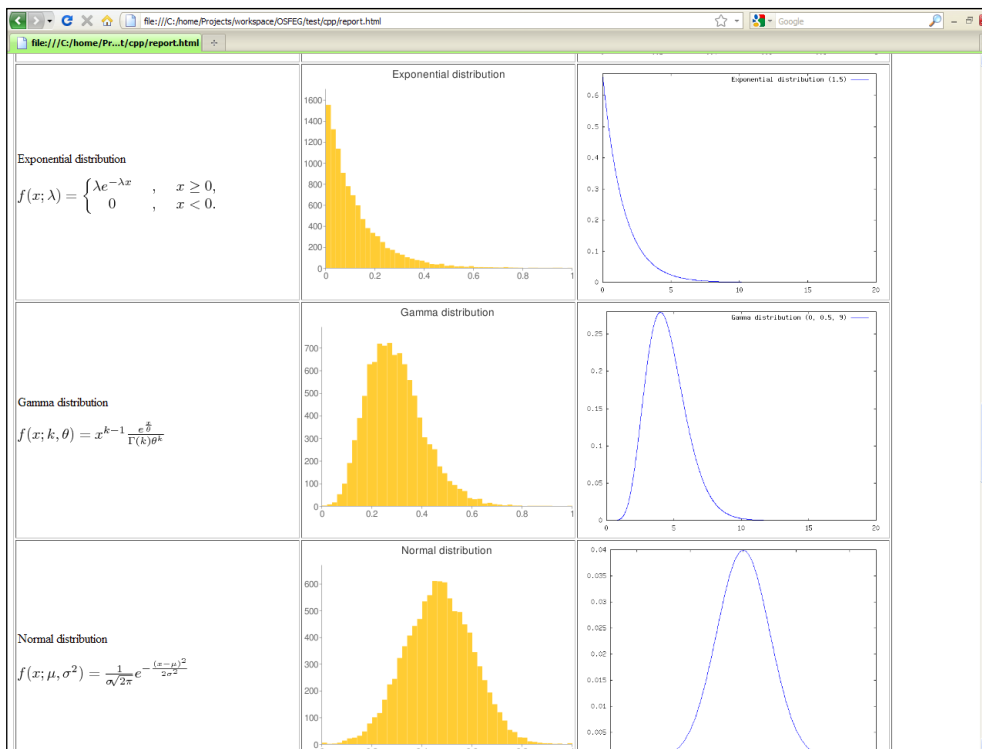 file:///C:/home/Projects/workspace/OSFEG/test/cpp/report.html
Google
file:///C:/home/Pr...t/cpp/report.html
Exponential distribution
f(x; λ) = { λe^{-λx} , x ≥ 0,
0 , x < 0.
Exponential distribution
1600
1400
1200
1000
800
600
400
200
0
0 0.2 0.4 0.6 0.8 1
Exponential distribution (1.5)
0.6
0.5
0.4
0.3
0.2
0.1
0
0 5 10 15 20
Gamma distribution
f(x; k, θ) = x^{k-1} \frac{e^{\frac{x}{θ}}}{Γ(k)θ^k}
Gamma distribution
700
600
500
400
300
200
100
0
0 0.2 0.4 0.6 0.8 1
Gamma distribution (0, 0.5, 9)
0.25
0.2
0.15
0.1
0.05
0
0 5 10 15 20
Normal distribution
f(x; μ, σ²) = \frac{1}{σ\sqrt{2π}} e^{-\frac{(x-μ)^2}{2σ^2}}
Normal distribution
600
500
400
300
200
100
0
0.04
0.035
0.03
0.025
0.02
0.015
0.01
0.005